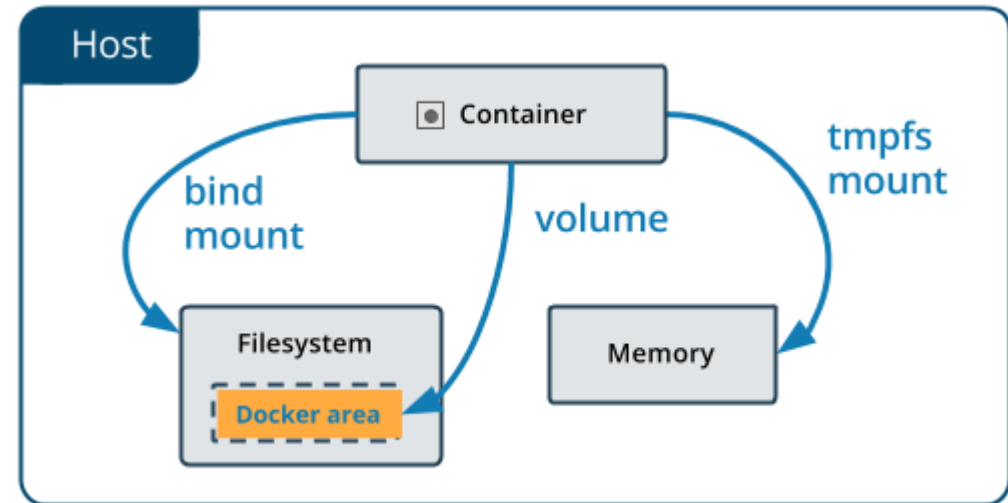 Host
Container
bind
mount
volume
tmpfs
mount
Filesystem
Docker area
Memory